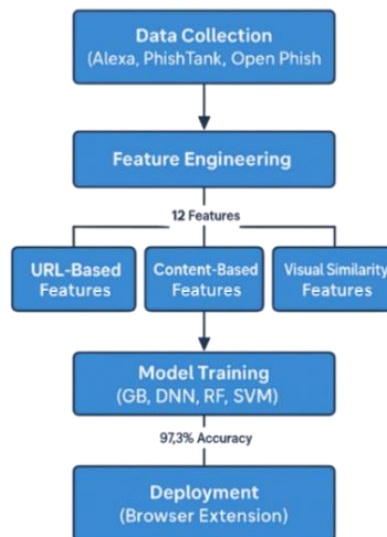 Data Collection
(Alexa, PhishTank, Open Phish
Feature Engineering
12 Features
URL-Based
Features
Content-Based
Features
Visual Similarity
Features
Model Training
(GB, DNN, RF, SVM)
97,3% Accuracy
Deployment
(Browser Extension)